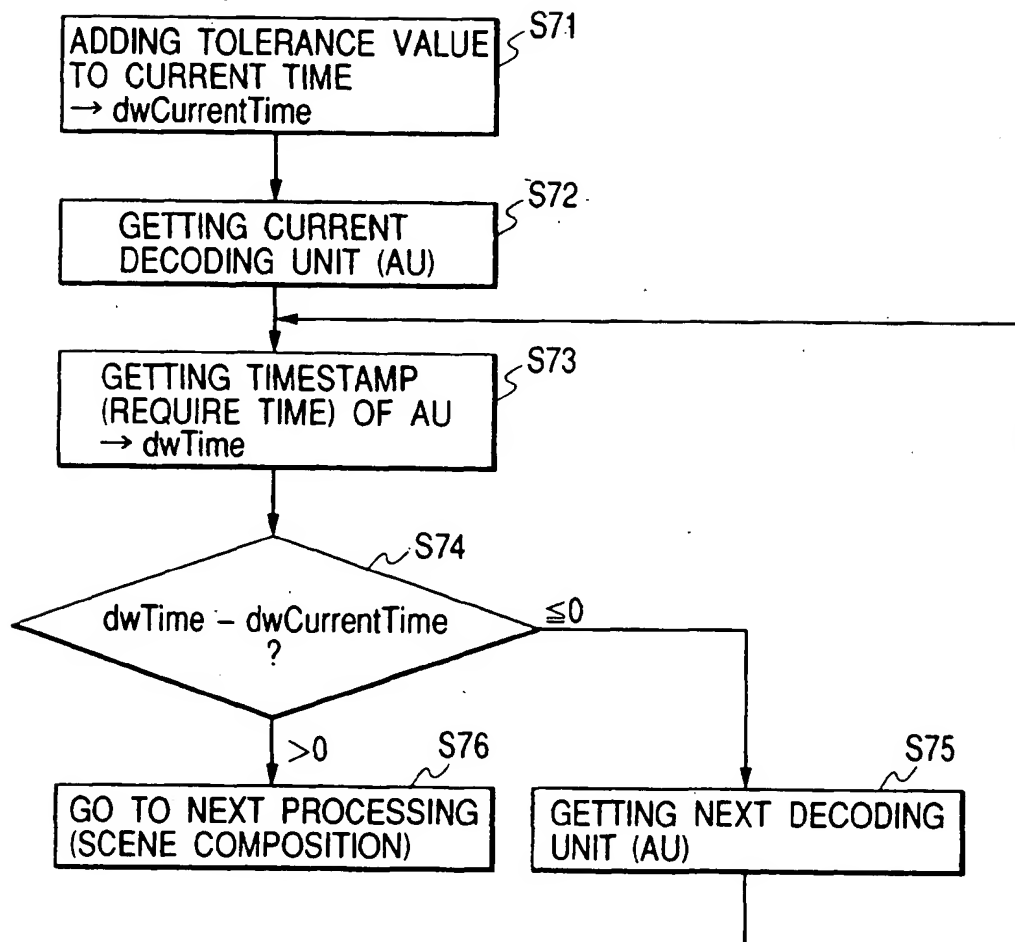 ADDING TOLERANCE VALUE
TO CURRENT TIME
→ dwCurrentTime
S71
GETTING CURRENT
DECODING UNIT (AU)
S72
GETTING TIMESTAMP
(REQUIRE TIME) OF AU
→ dwTime
S73
S74
dwTime – dwCurrentTime
?
≦0
>0
S76
GO TO NEXT PROCESSING
(SCENE COMPOSITION)
S75
GETTING NEXT DECODING
UNIT (AU)